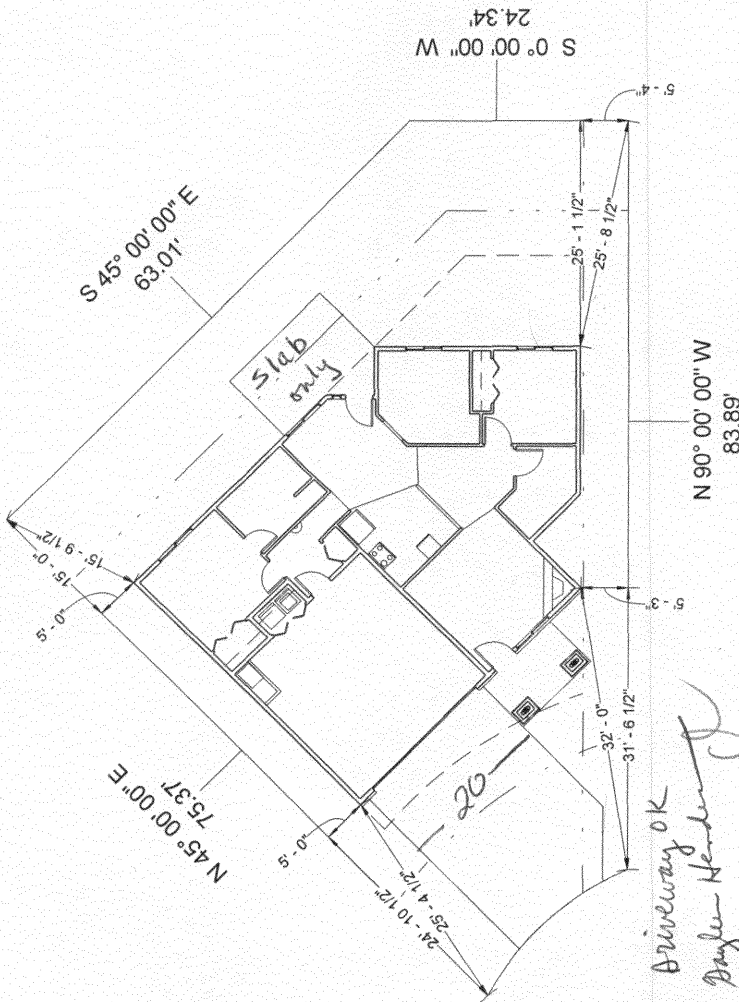 S 0° 00' 00" W
24.34'
S 45° 00' 00" E
63.01'
5' - 4"
25' - 1 1/2"
25' - 8 1/2"
slab
only
15' - 9 1/2"
15' - 0"
5' - 0"
N 90° 00' 00" W
83.89'
5' - 3"
N 45° 00' 00" E
75.37'
32' - 0"
31' - 6 1/2"
20
5' - 0"
25' - 4 1/2"
24' - 10 1/2"
Driveway OK